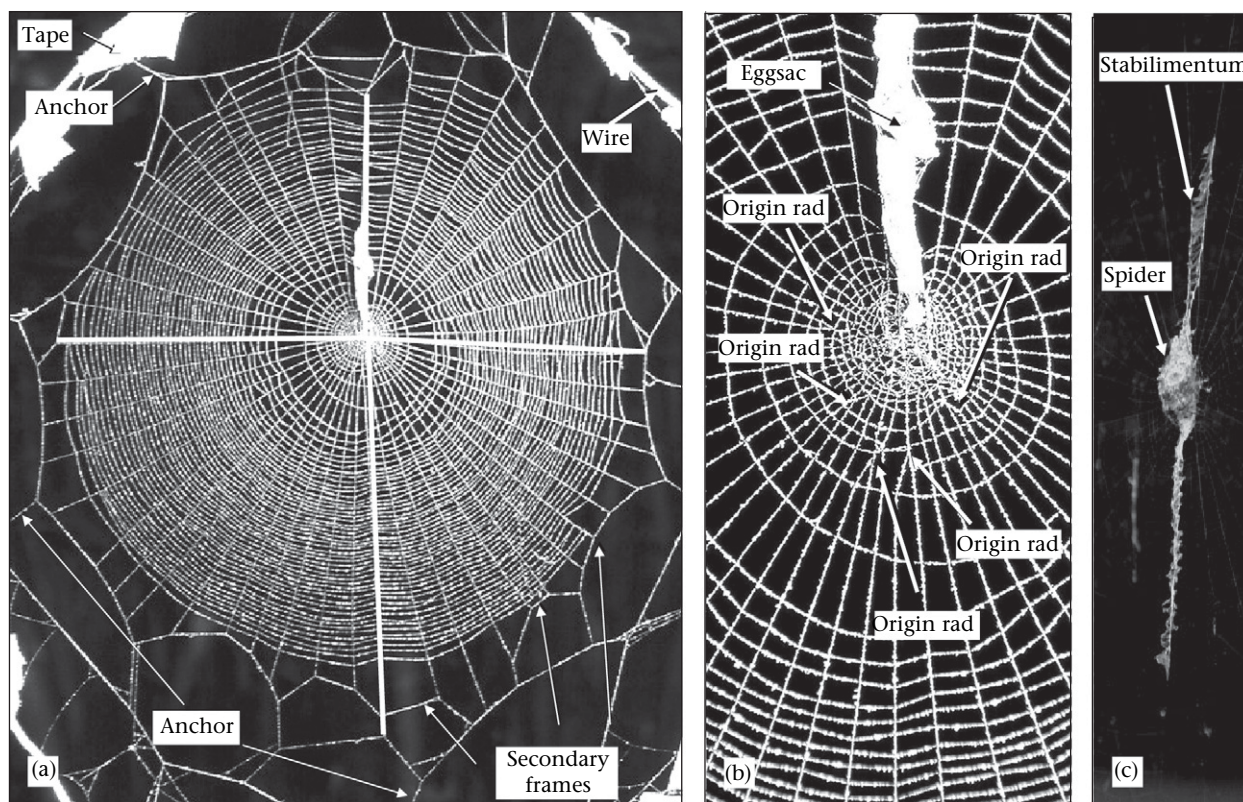 Tape
Anchor
Wire
Anchor
Secondary
frames
(a)
Eggsac
Origin rad
Origin rad
Origin rad
Origin rad
Origin rad
(b)
Stabilimentum
Spider
(c)